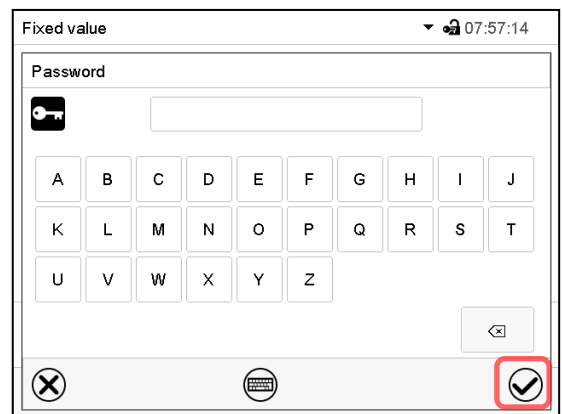 Fixed value 07:57:14
Password
A B C D E F G H I J
K L M N O P Q R S T
U V W X Y Z